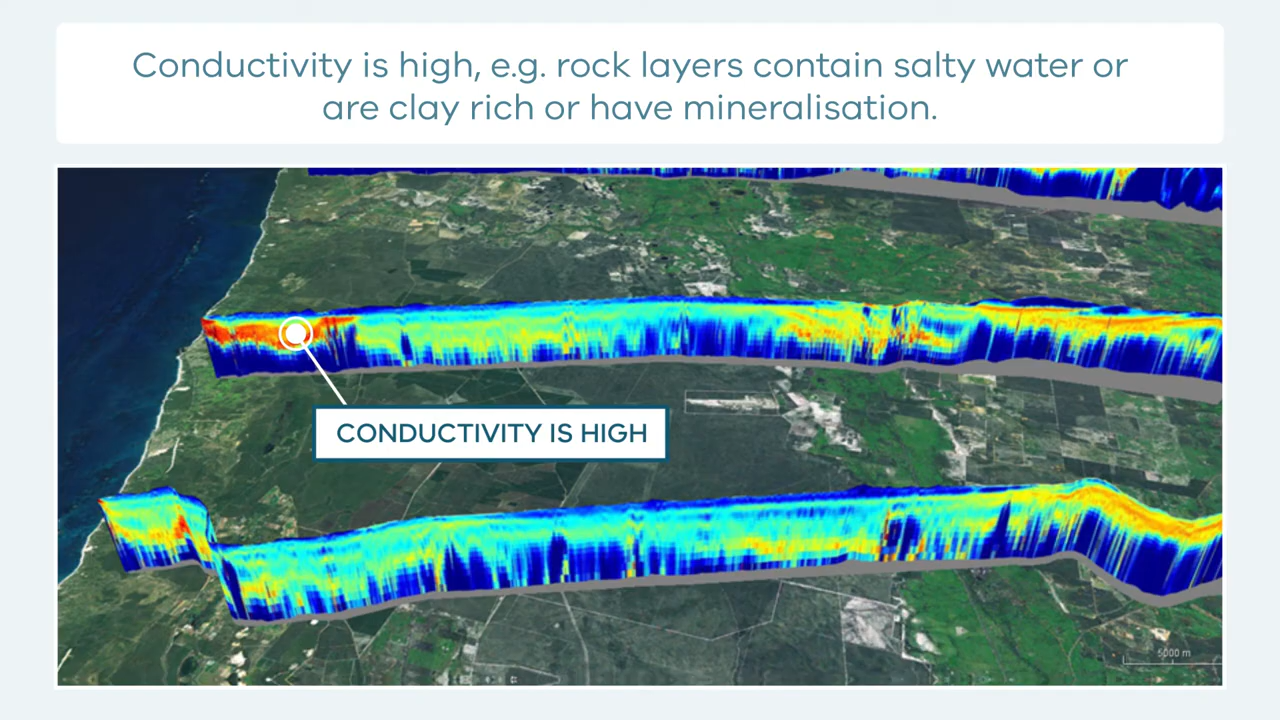 Conductivity is high, e.g. rock layers contain salty water or
are clay rich or have mineralisation.
CONDUCTIVITY IS HIGH
5000 m